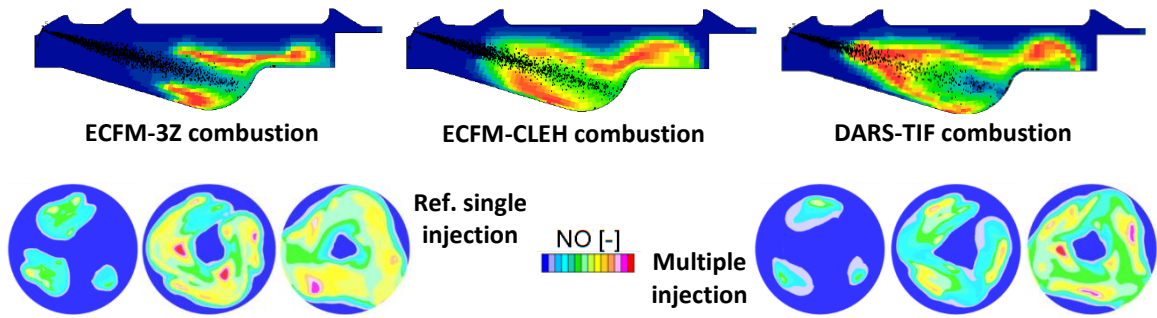 ECFM-3Z combustion
ECFM-CLEH combustion
DARS-TIF combustion
Ref. single
injection
NO [-]
Multiple
injection